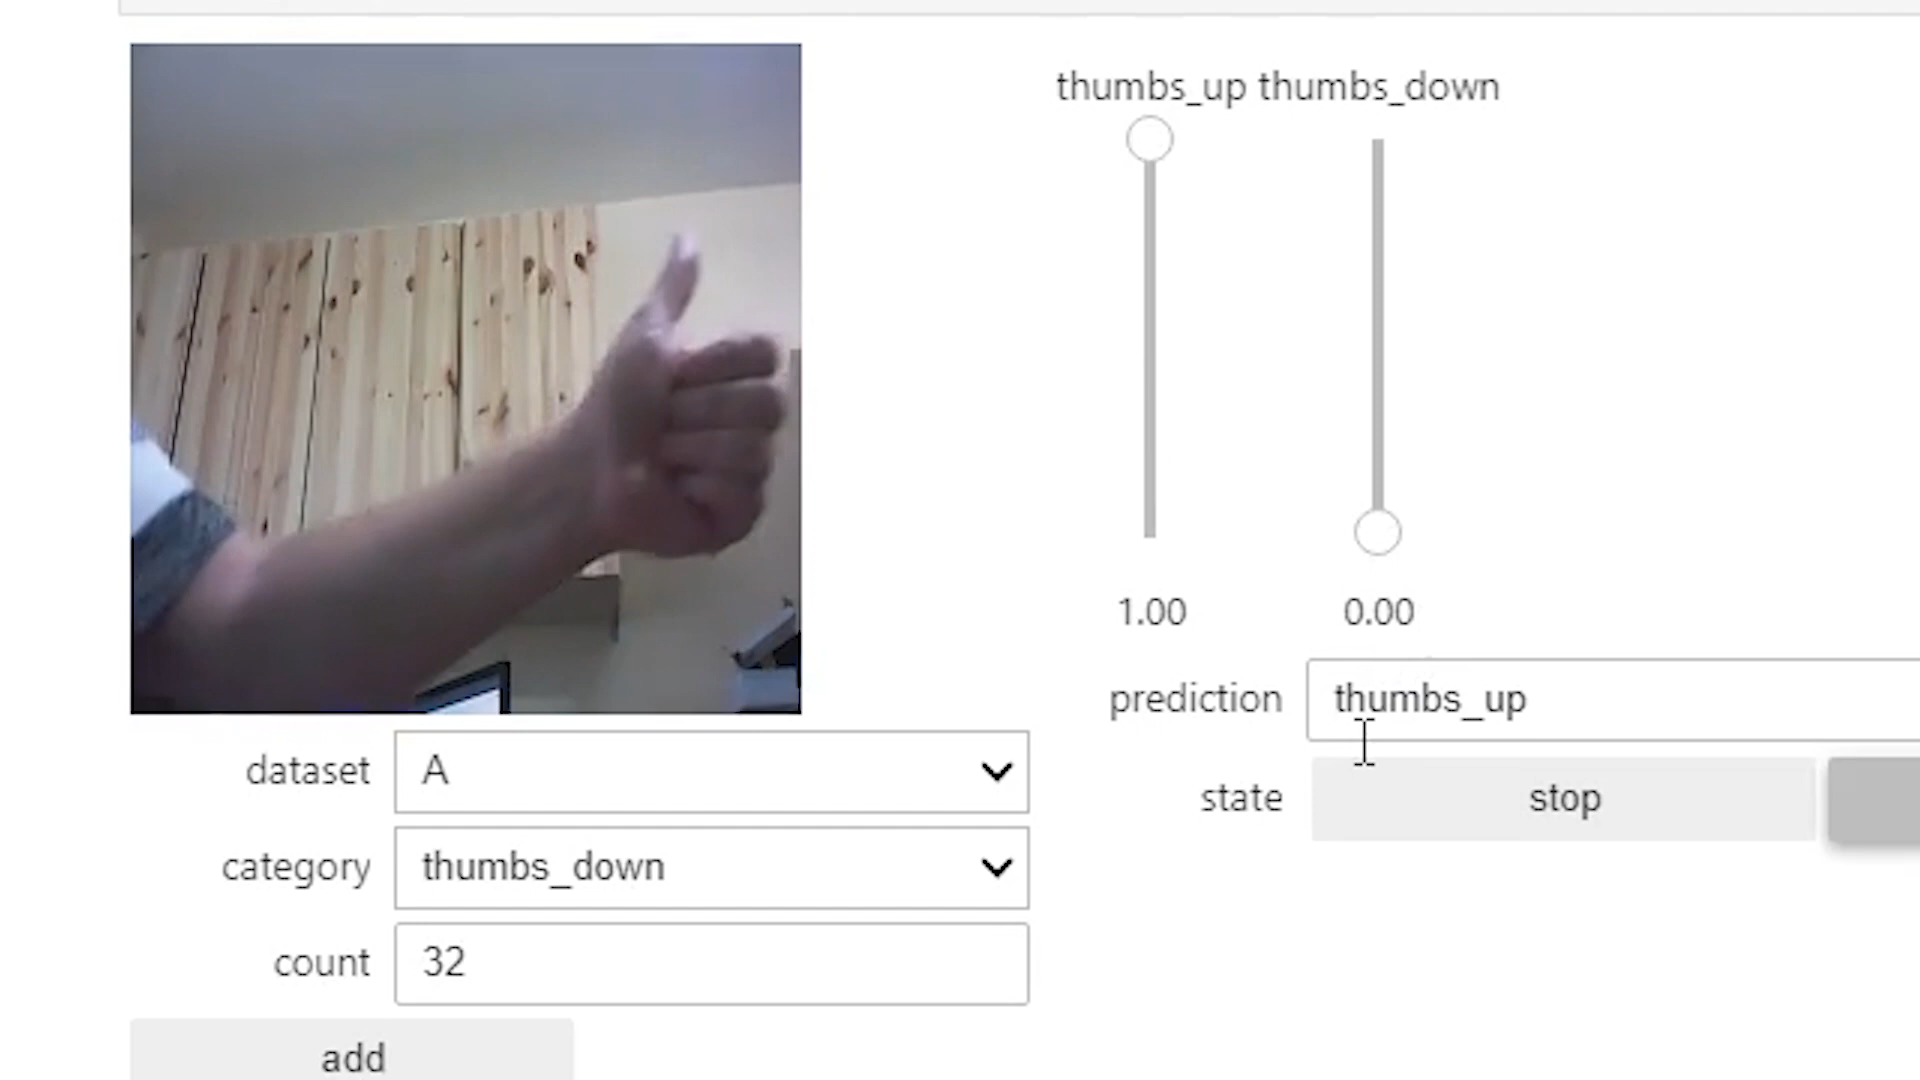 thumbs_up thumbs_down
1.00 0.00
prediction thumbs_up
state stop
dataset A
category thumbs_down
count 32
add